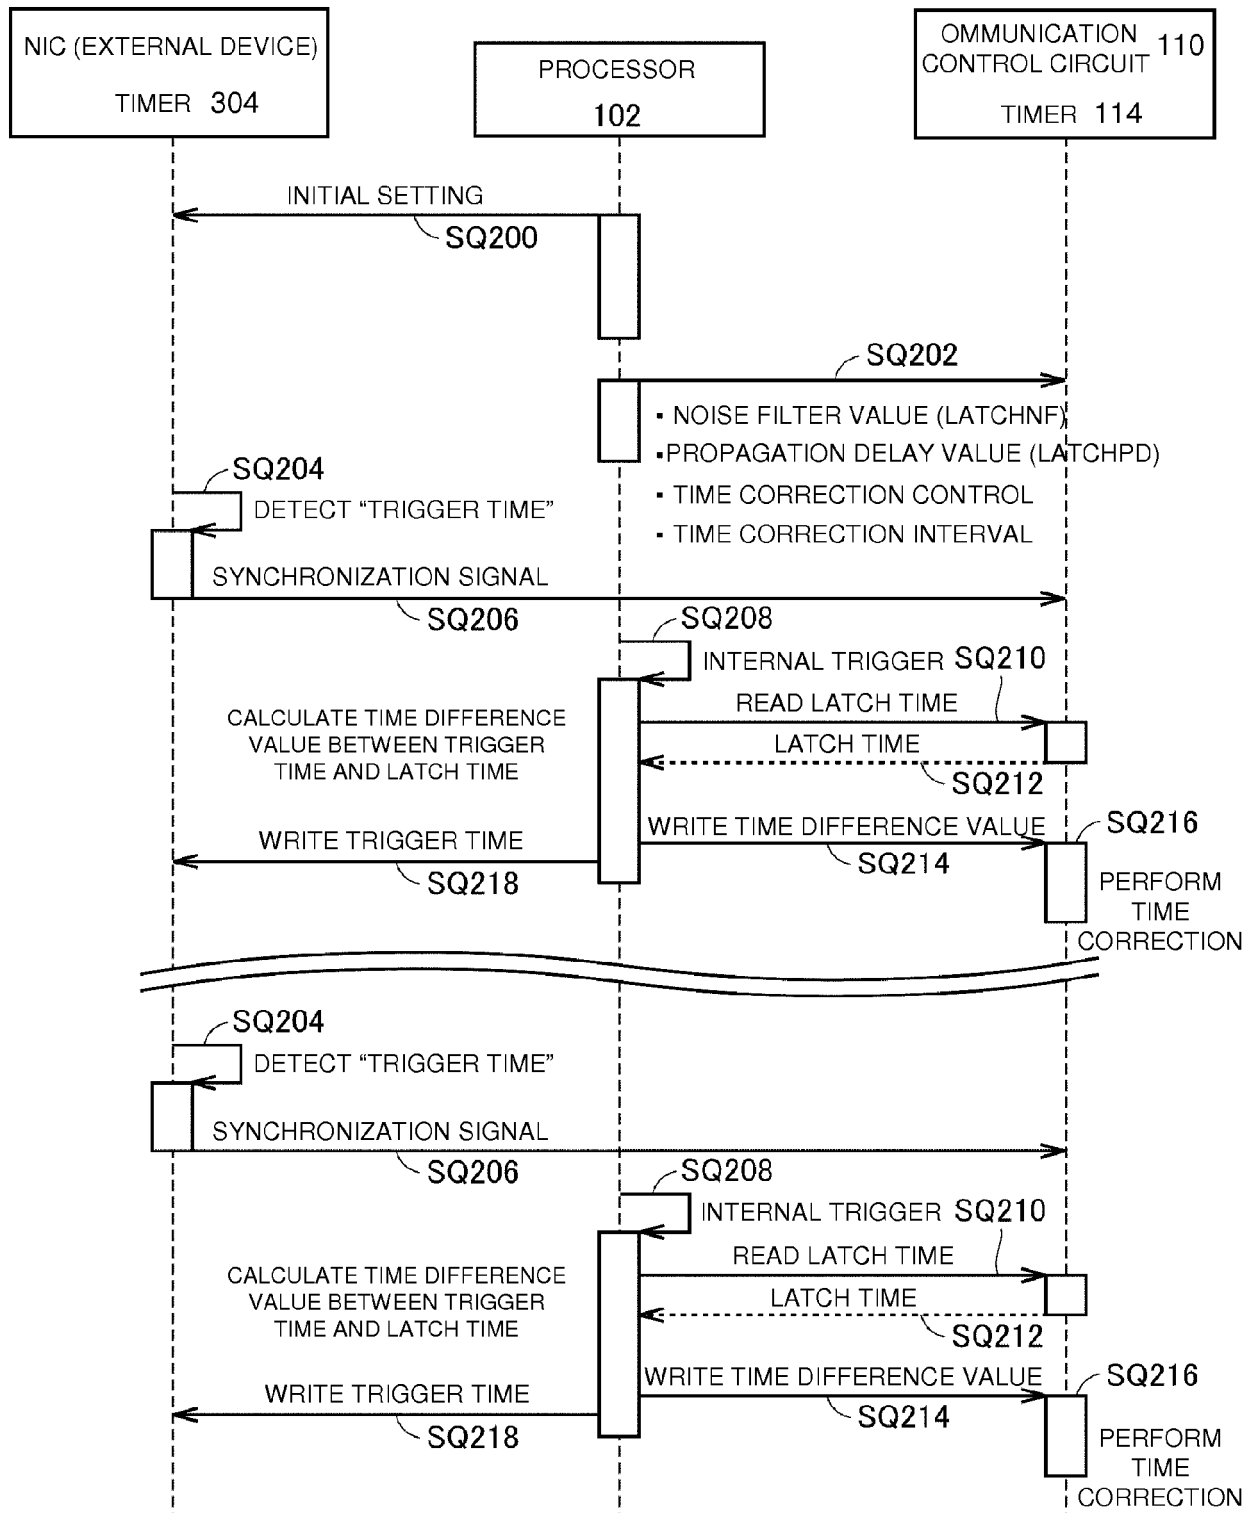 NIC (EXTERNAL DEVICE)
TIMER 304
PROCESSOR
102
OMMUNICATION
CONTROL CIRCUIT 110
TIMER 114
INITIAL SETTING
SQ200
SQ202
▪ NOISE FILTER VALUE (LATCHNF)
▪PROPAGATION DELAY VALUE (LATCHPD)
▪ TIME CORRECTION CONTROL
▪ TIME CORRECTION INTERVAL
SQ204
DETECT “TRIGGER TIME”
SYNCHRONIZATION SIGNAL
SQ206
SQ208
INTERNAL TRIGGER SQ210
READ LATCH TIME
CALCULATE TIME DIFFERENCE
VALUE BETWEEN TRIGGER
TIME AND LATCH TIME
LATCH TIME
SQ212
WRITE TIME DIFFERENCE VALUE
SQ214
SQ216
WRITE TRIGGER TIME
SQ218
PERFORM
TIME
CORRECTION
SQ204
DETECT “TRIGGER TIME”
SYNCHRONIZATION SIGNAL
SQ206
SQ208
INTERNAL TRIGGER SQ210
READ LATCH TIME
CALCULATE TIME DIFFERENCE
VALUE BETWEEN TRIGGER
TIME AND LATCH TIME
LATCH TIME
SQ212
WRITE TIME DIFFERENCE VALUE
SQ214
SQ216
WRITE TRIGGER TIME
SQ218
PERFORM
TIME
CORRECTION